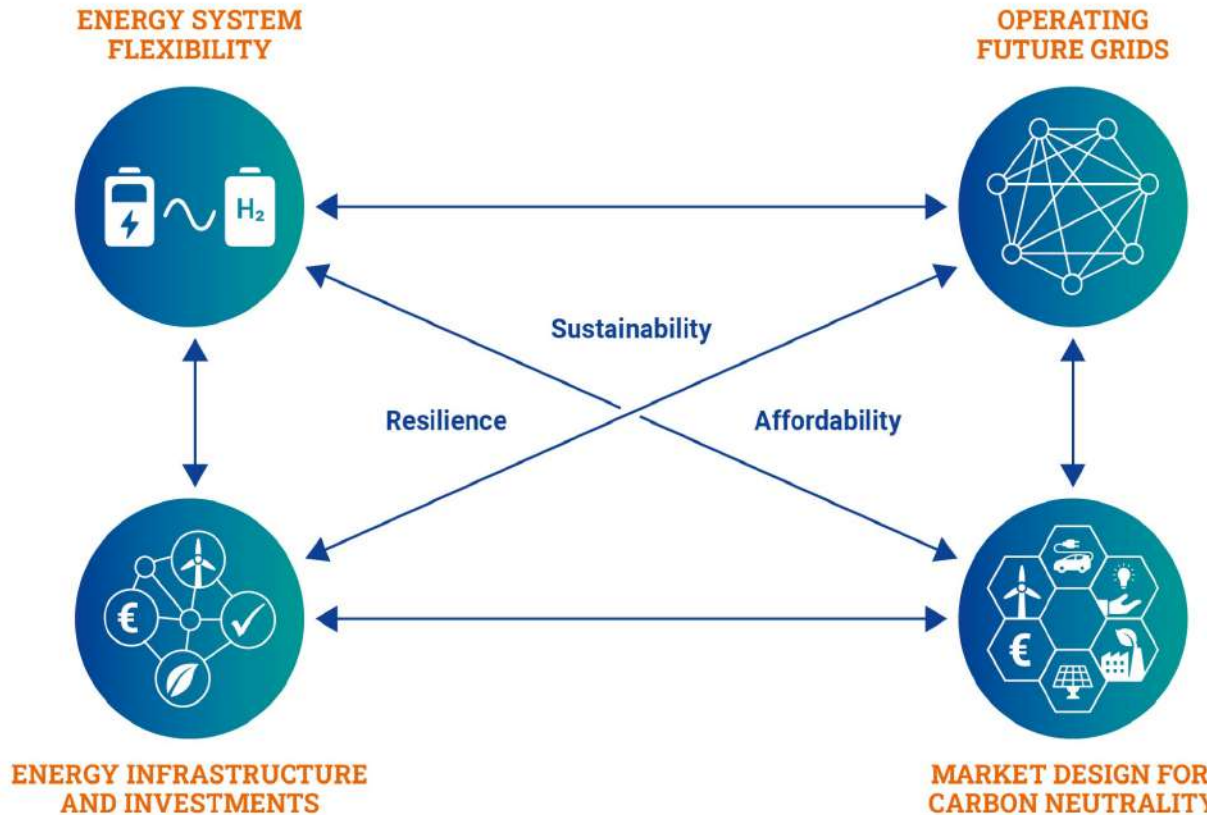 ENERGY SYSTEM
FLEXIBILITY
OPERATING
FUTURE GRIDS
H₂
Sustainability
Resilience
Affordability
€
€
ENERGY INFRASTRUCTURE
AND INVESTMENTS
MARKET DESIGN FOR
CARBON NEUTRALITY